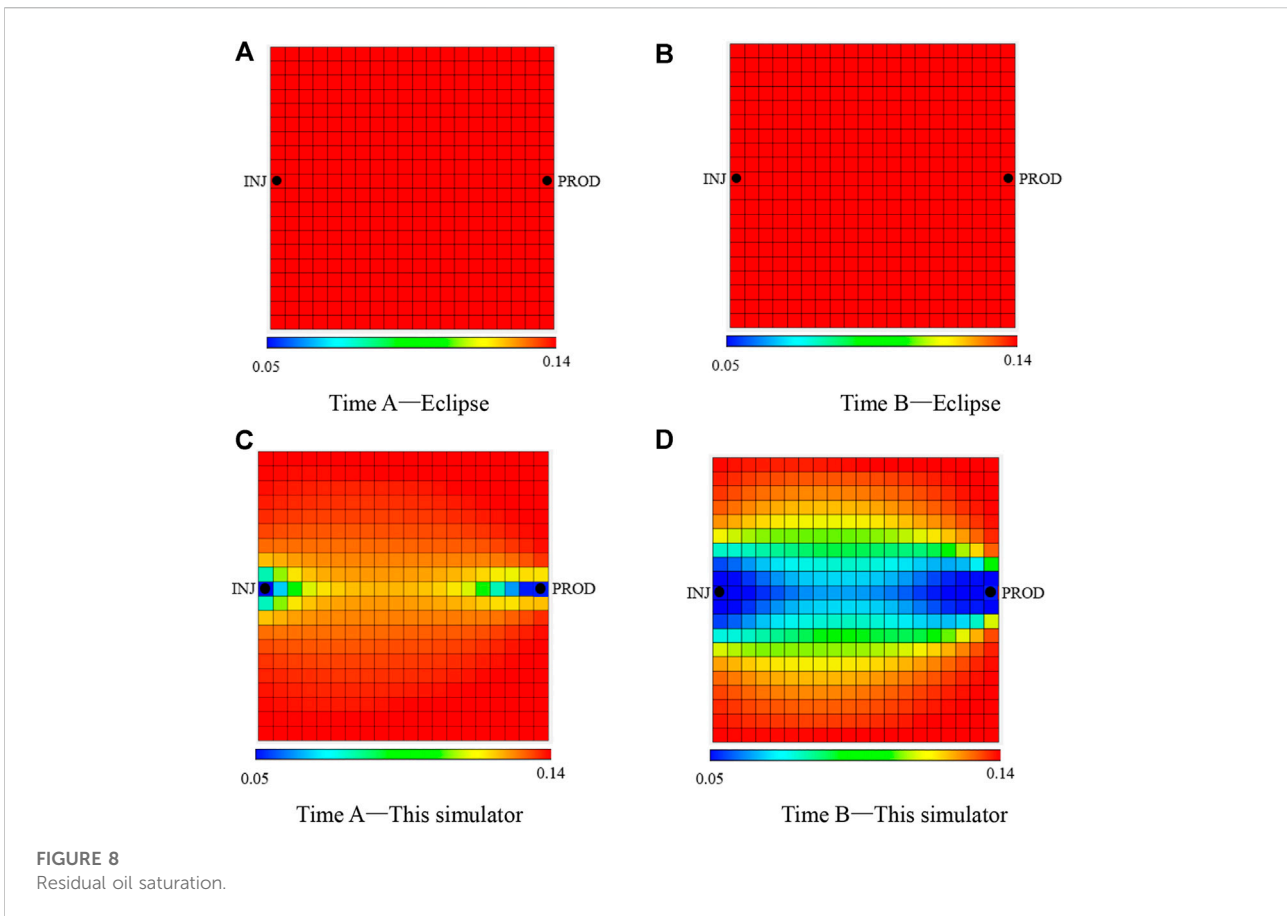 A
INJ
PROD
0.05
0.14
Time A—Eclipse
B
INJ
PROD
0.05
0.14
Time B—Eclipse
C
INJ
PROD
0.05
0.14
Time A—This simulator
D
INJ
PROD
0.05
0.14
Time B—This simulator
FIGURE 8
Residual oil saturation.